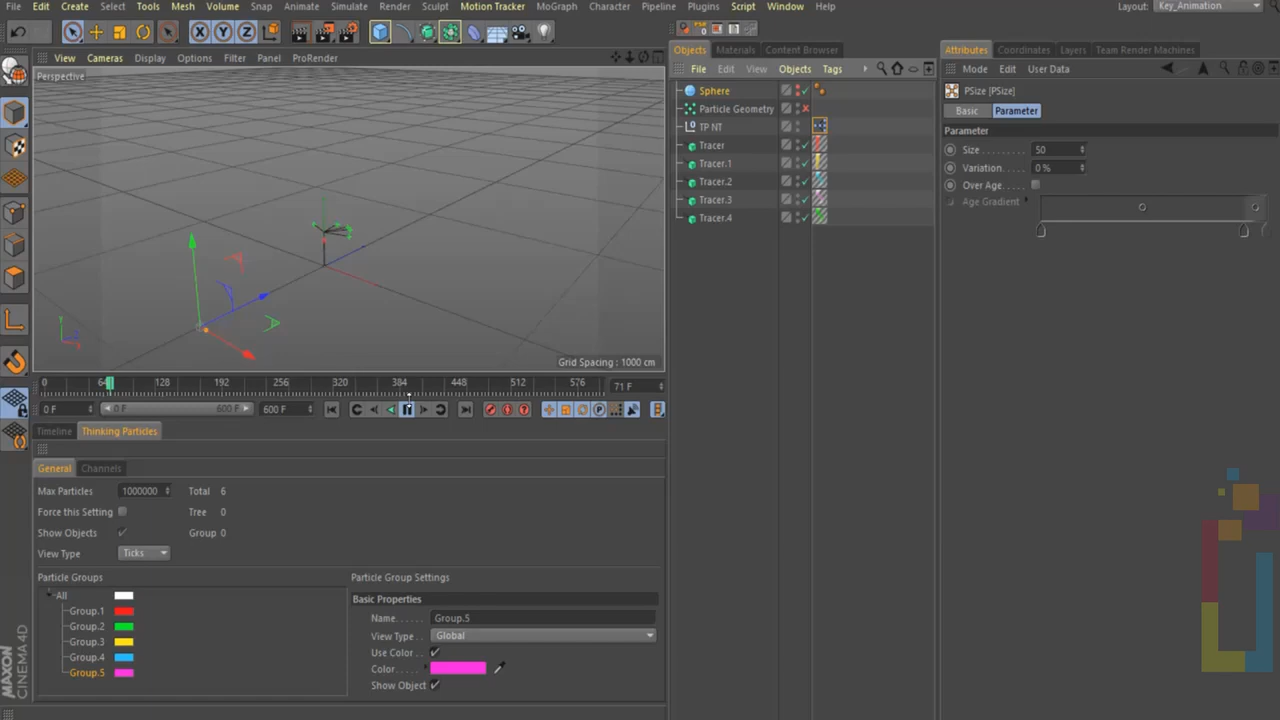 File Edit Create Select Tools Mesh Volume Snap Animate Simulate Render Sculpt Motion Tracker MoGraph Character Pipeline Plugins Script Window Help Layout: Key_Animation
X Y Z
Objects Materials Content Browser Attributes Coordinates Layers Team Render Machines
View Cameras Display Options Filter Panel ProRender
File Edit View Objects Tags
Mode Edit User Data
Perspective
Sphere
Particle Geometry
TP NT
Tracer
Tracer.1
Tracer.2
Tracer.3
Tracer.4
PSize [PSize]
Basic Parameter
Parameter
Size 50
Variation 0 %
Over Age
Age Gradient
Grid Spacing : 1000 cm
0 64 128 192 256 320 384 448 512 576 71 F
0 F 0 F 600 F 600 F
Timeline Thinking Particles
General Channels
Max Particles 1000000 Total 6
Force this Setting Tree 0
Show Objects Group 0
View Type Ticks
Particle Groups
All
Group.1
Group.2
Group.3
Group.4
Group.5
Particle Group Settings
Basic Properties
Name Group.5
View Type Global
Use Color
Color
Show Object
MAXON CINEMA 4D